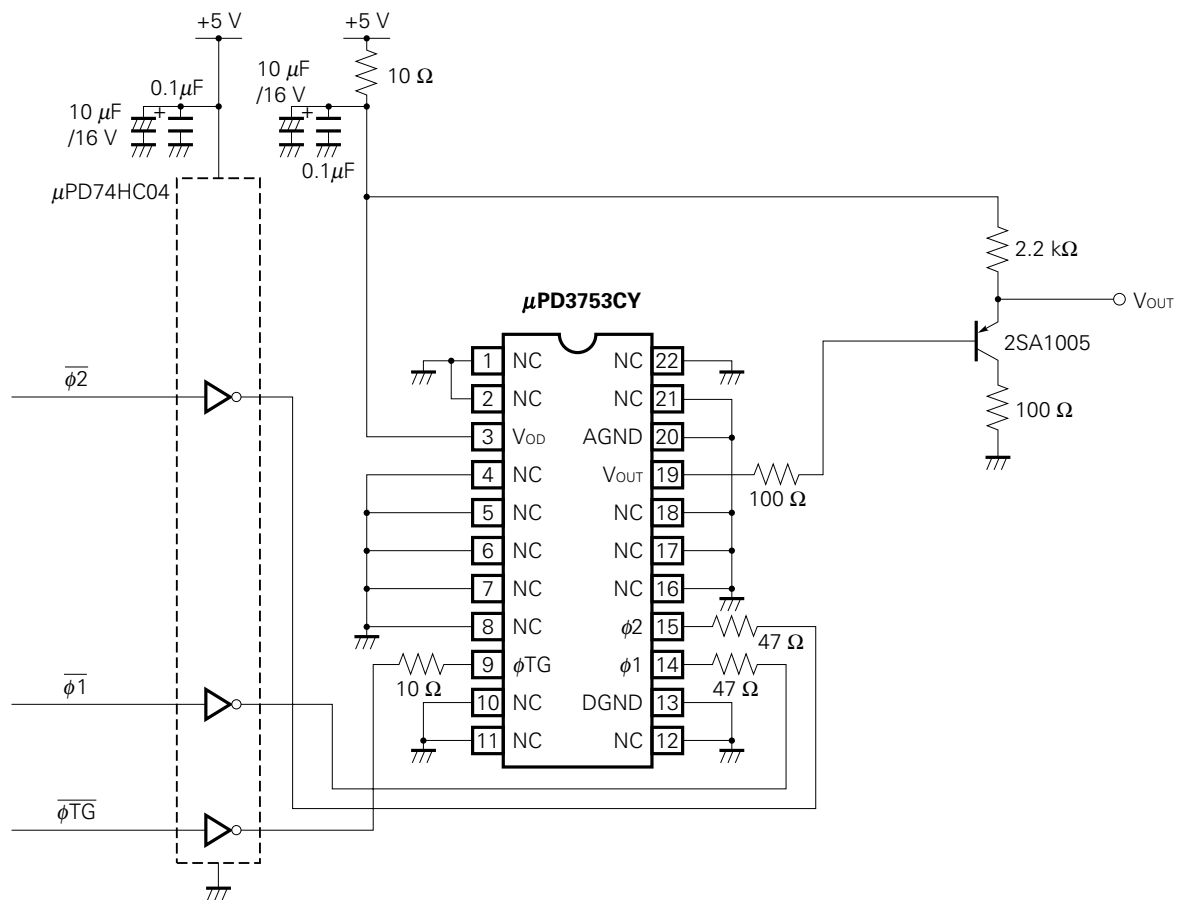 +5 V
+5 V
10 Ω
0.1μF
10 μF
/16 V
10 μF
/16 V
0.1μF
μPD74HC04
2.2 kΩ
VOUT
2SA1005
100 Ω
μPD3753CY
1 NC
NC 22
2 NC
NC 21
3 VOD
AGND 20
4 NC
VOUT 19
100 Ω
5 NC
NC 18
6 NC
NC 17
7 NC
NC 16
8 NC
ϕ2 15
47 Ω
9 ϕTG
10 Ω
ϕ1 14
47 Ω
10 NC
DGND 13
11 NC
NC 12
ϕ2
ϕ1
ϕTG